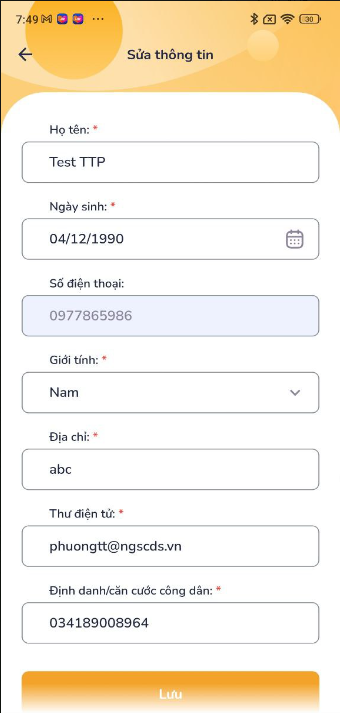 7:49
30
Sửa thông tin
Họ tên: *
Test TTP
Ngày sinh: *
04/12/1990
Số điện thoại:
0977865986
Giới tính: *
Nam
Địa chỉ: *
abc
Thư điện tử: *
phuongtt@ngscds.vn
Định danh/căn cước công dân: *
034189008964
Lưu